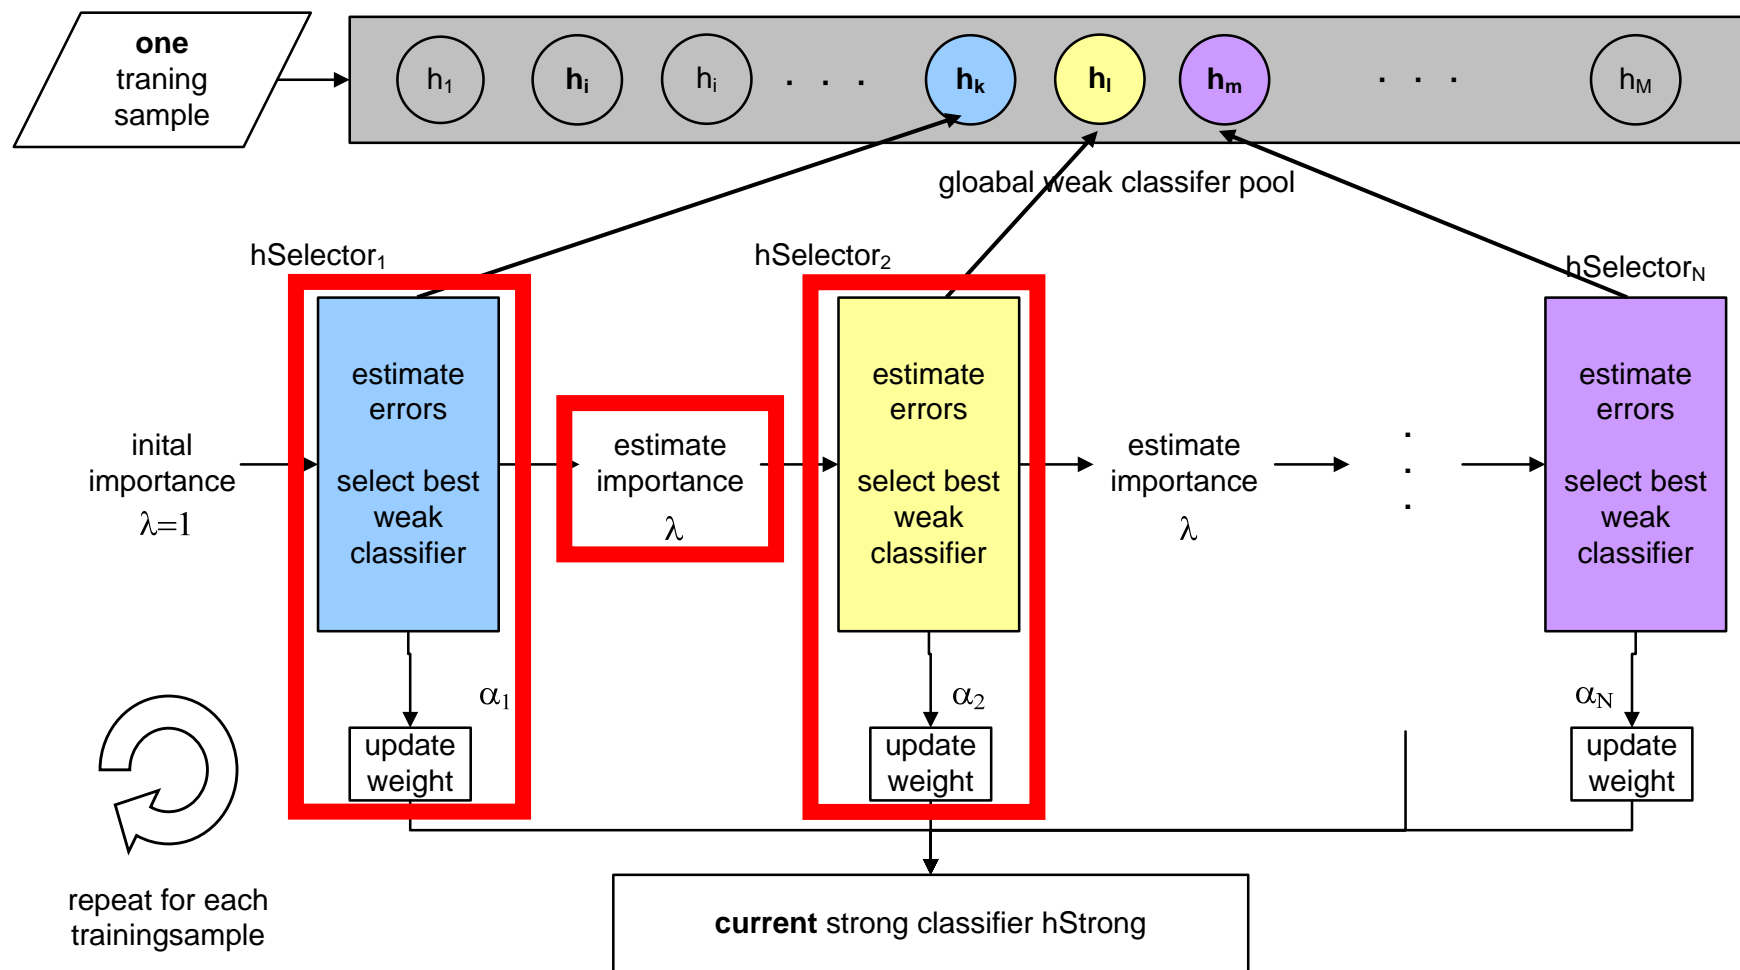 one
traning
sample
h1
hi
hi
. . .
hk
hl
hm
. . .
hM
gloabal weak classifer pool
hSelector1
hSelector2
hSelectorN
inital
importance
λ=1
estimate
errors
select best
weak
classifier
estimate
importance
λ
estimate
errors
select best
weak
classifier
estimate
importance
λ
.
.
.
estimate
errors
select best
weak
classifier
α1
α2
αN
update
weight
update
weight
update
weight
repeat for each
trainingsample
current strong classifier hStrong